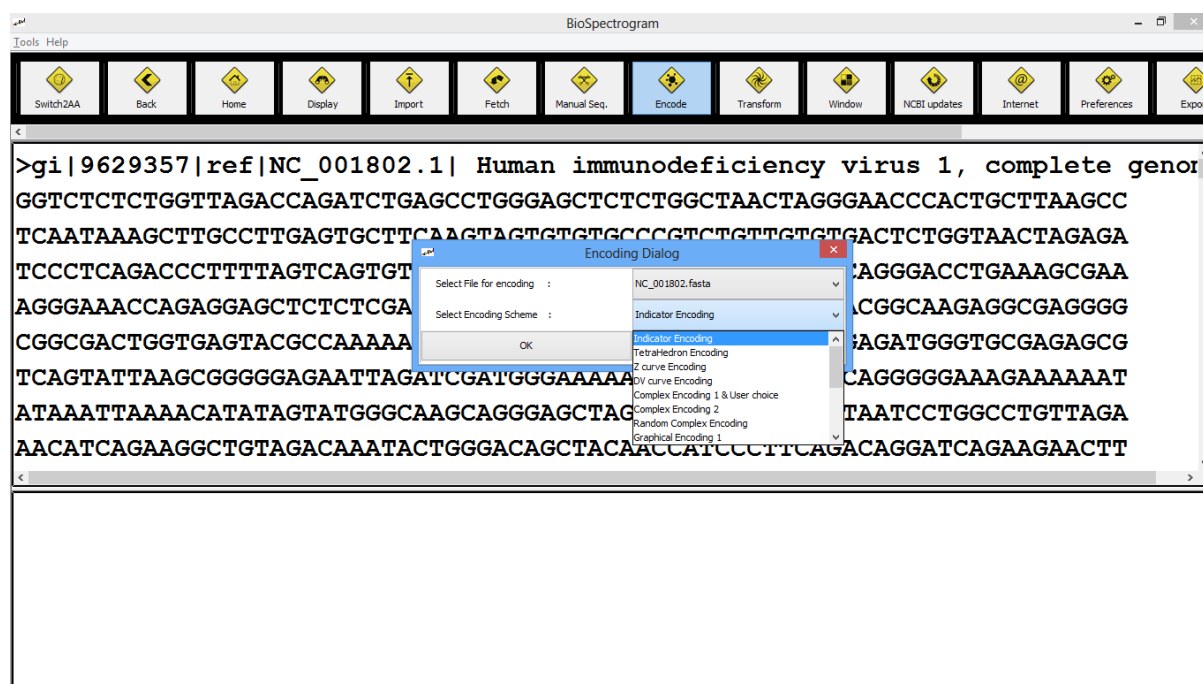 BioSpectrogram
Tools Help
Switch2AA Back Home Display Import Fetch Manual Seq. Encode Transform Window NCBI updates Internet Preferences Expo
>gi|9629357|ref|NC_001802.1| Human immunodeficiency virus 1, complete genom
GGTCTCTCTGGTTAGACCAGATCTGAGCCTGGGAGCTCTCTGGCTAACTAGGGAACCCACTGCTTAAGCC
TCAATAAAGCTTGCCTTGAGTGCTTCAAGTAGTGTGTGCCCGTCTGTTGTGTGACTCTGGTAACTAGAGA
TCCCTCAGACCCTTTTAGTCAGTGT CAGGGACCTGAAAGCGAA
AGGGAAACCAGAGGAGCTCTCTCGA ACGGCAAGAGGCGAGGGG
CGGCGACTGGTGAGTACGCCAAAAA GAGATGGGTGCGAGAGCG
TCAGTATTAAGCGGGGGAGAATTAGATCGATGGGAAAAA CAGGGGGAAAGAAAAAAT
ATAAATTAAAACATATAGTATGGGCAAGCAGGGAGCTAG TAATCCTGGCCTGTTAGA
AACATCAGAAGGCTGTAGACAAATACTGGGACAGCTACAACCATCCCTTCAGACAGGATCAGAAGAACTT
Encoding Dialog
Select File for encoding : NC_001802.fasta
Select Encoding Scheme : Indicator Encoding
OK
Indicator Encoding
TetraHedron Encoding
Z curve Encoding
DV curve Encoding
Complex Encoding 1 & User choice
Complex Encoding 2
Random Complex Encoding
Graphical Encoding 1